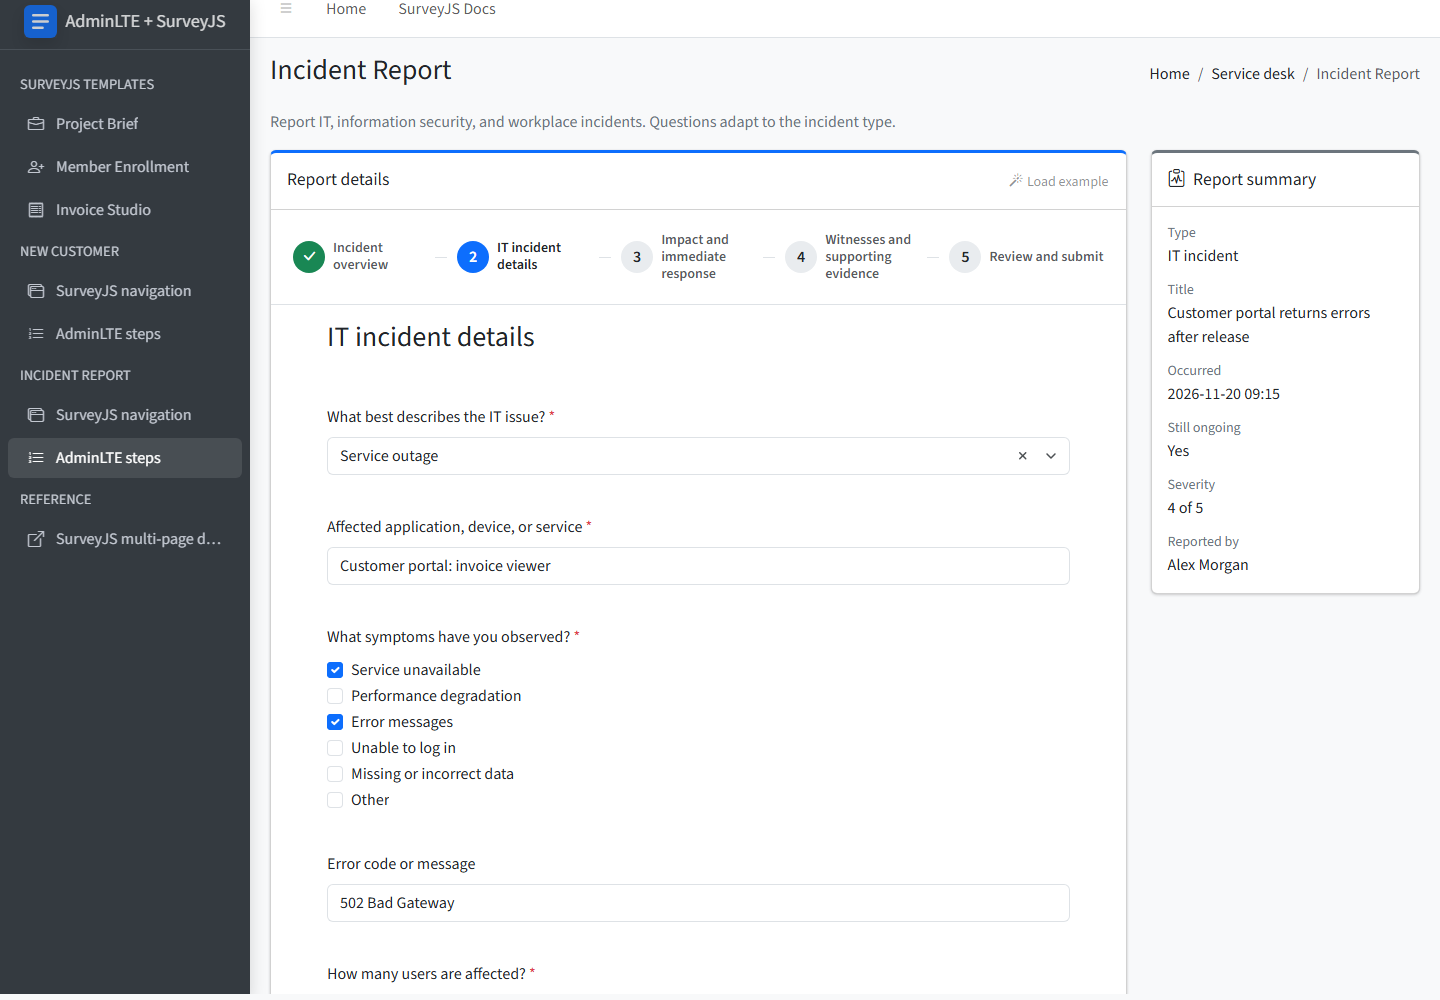 AdminLTE + SurveyJS
SURVEYJS TEMPLATES
Project Brief
Member Enrollment
Invoice Studio
NEW CUSTOMER
SurveyJS navigation
AdminLTE steps
INCIDENT REPORT
SurveyJS navigation
AdminLTE steps
REFERENCE
SurveyJS multi-page d...
Home
SurveyJS Docs
Incident Report
Home / Service desk / Incident Report
Report IT, information security, and workplace incidents. Questions adapt to the incident type.
Report details
Load example
Incident
overview
2
IT incident
details
3
Impact and
immediate
response
4
Witnesses and
supporting
evidence
5
Review and submit
IT incident details
What best describes the IT issue? *
Service outage
Affected application, device, or service *
Customer portal: invoice viewer
What symptoms have you observed? *
Service unavailable
Performance degradation
Error messages
Unable to log in
Missing or incorrect data
Other
Error code or message
502 Bad Gateway
How many users are affected? *
Report summary
Type
IT incident
Title
Customer portal returns errors
after release
Occurred
2026-11-20 09:15
Still ongoing
Yes
Severity
4 of 5
Reported by
Alex Morgan